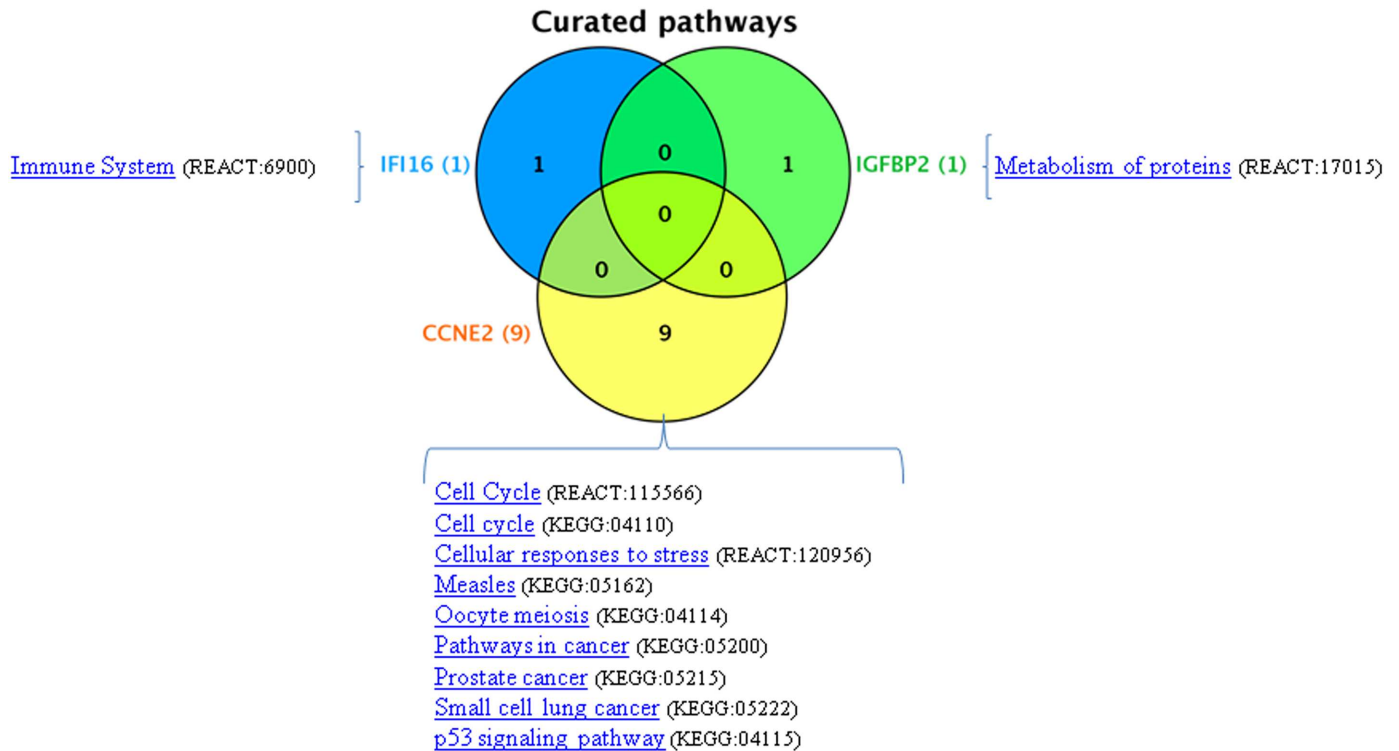 Curated pathways
Immune System (REACT:6900)
IFI16 (1)
1
0
1
IGFBP2 (1)
Metabolism of proteins (REACT:17015)
0
0
0
CCNE2 (9)
9
Cell Cycle (REACT:115566)
Cell cycle (KEGG:04110)
Cellular responses to stress (REACT:120956)
Measles (KEGG:05162)
Oocyte meiosis (KEGG:04114)
Pathways in cancer (KEGG:05200)
Prostate cancer (KEGG:05215)
Small cell lung cancer (KEGG:05222)
p53 signaling pathway (KEGG:04115)